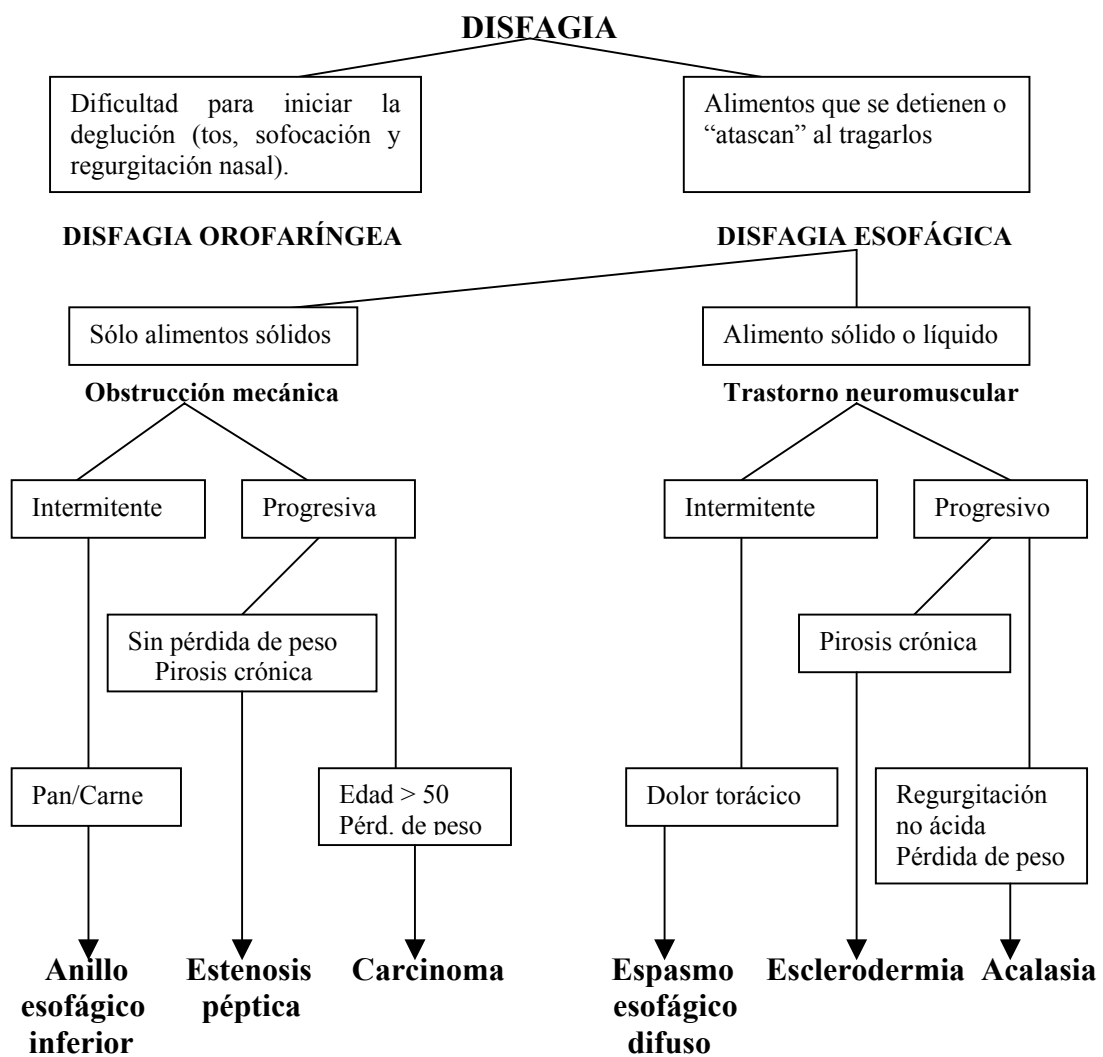 DISFAGIA
Dificultad para iniciar la
deglución (tos, sofocación y
regurgitación nasal).
Alimentos que se detienen o
“atascan” al tragarlos
DISFAGIA OROFARÍNGEA
DISFAGIA ESOFÁGICA
Sólo alimentos sólidos
Alimento sólido o líquido
Obstrucción mecánica
Trastorno neuromuscular
Intermitente
Progresiva
Intermitente
Progresivo
Sin pérdida de peso
Pirosis crónica
Pirosis crónica
Pan/Carne
Edad > 50
Pérd. de peso
Dolor torácico
Regurgitación
no ácida
Pérdida de peso
Anillo
esofágico
inferior
Estenosis
péptica
Carcinoma
Espasmo
esofágico
difuso
Esclerodermia
Acalasia